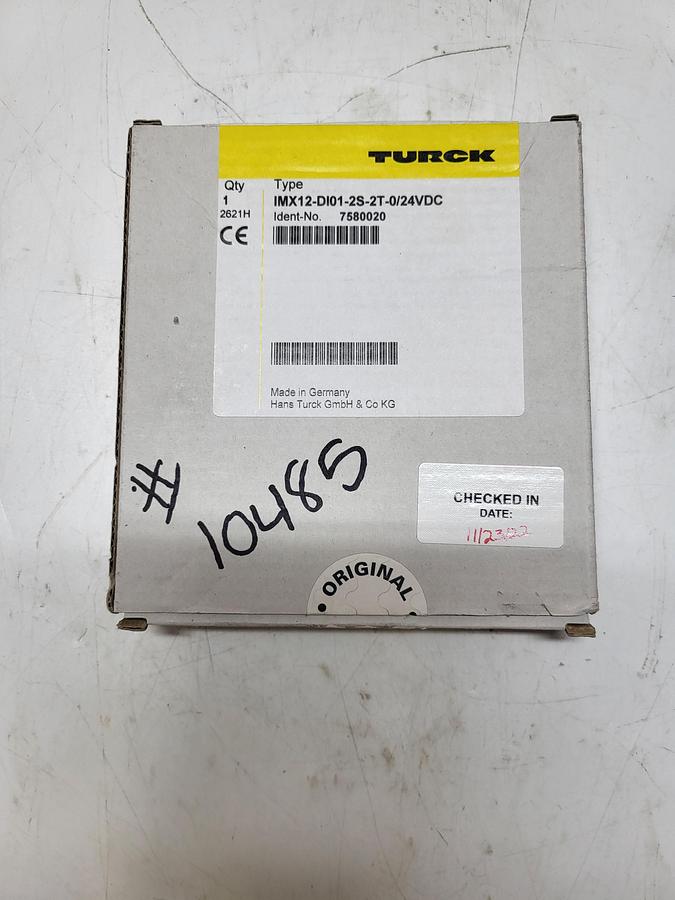 TURCK
Qty
Type
1
IMX12-DI01-2S-2T-0/24VDC
2621H
Ident-No. 7580020
CE
Made in Germany
Hans Turck GmbH & Co KG
# 10485
CHECKED IN
DATE:
ORIGINAL